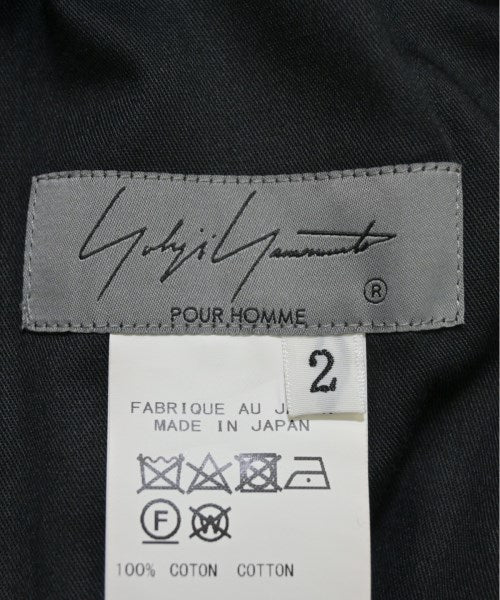 Yohji Yamamoto
®
POUR HOMME
2
FABRIQUE AU
MADE IN JAPAN
F W
100% COTON COTTON